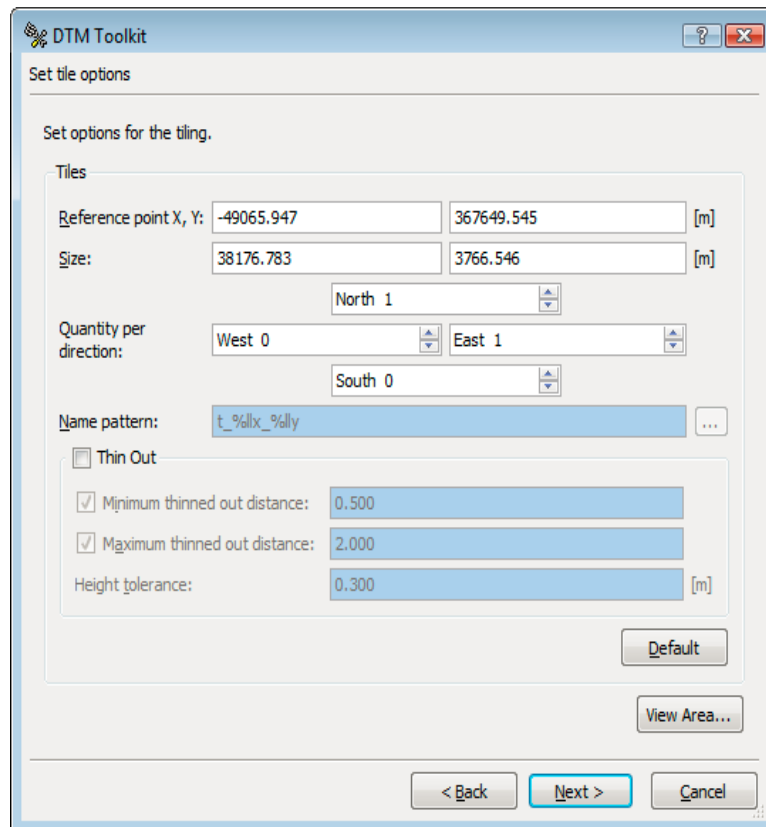 DTM Toolkit
Set tile options
Set options for the tiling.
Tiles
Reference point X, Y: -49065.947 367649.545 [m]
Size: 38176.783 3766.546 [m]
North 1
Quantity per direction: West 0 East 1
South 0
Name pattern: t_%llx_%lly ...
Thin Out
Minimum thinned out distance: 0.500
Maximum thinned out distance: 2.000
Height tolerance: 0.300 [m]
Default
View Area...
< Back Next > Cancel